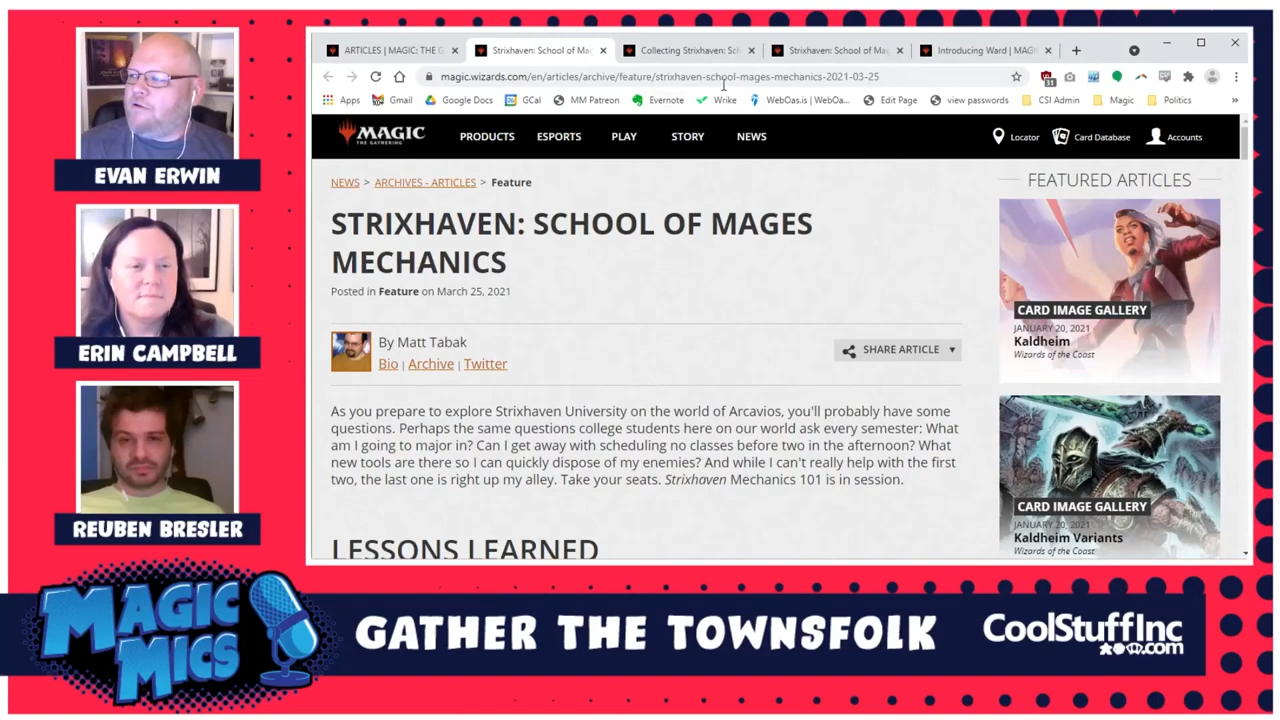 EVAN ERWIN
ERIN CAMPBELL
REUBEN BRESLER
MAGIC
MICS
GATHER THE TOWNSFOLK
CoolStuffInc
.com
ARTICLES | MAGIC: THE G
Strixhaven: School of Ma
Collecting Strixhaven: Sc
Strixhaven: School of Ma
Introducing Ward | MAGI
magic.wizards.com/en/articles/archive/feature/strixhaven-school-mages-mechanics-2021-03-25
Apps Gmail Google Docs GCal MM Patreon Evernote Wrike WebOas.is | WebOa... Edit Page view passwords CSI Admin Magic Politics »
MAGIC
THE GATHERING
PRODUCTS ESPORTS PLAY STORY NEWS
Locator Card Database Accounts
NEWS > ARCHIVES - ARTICLES > Feature
STRIXHAVEN: SCHOOL OF MAGES
MECHANICS
Posted in Feature on March 25, 2021
By Matt Tabak
Bio | Archive | Twitter
SHARE ARTICLE
As you prepare to explore Strixhaven University on the world of Arcavios, you'll probably have some
questions. Perhaps the same questions college students here on our world ask every semester: What
am I going to major in? Can I get away with scheduling no classes before two in the afternoon? What
new tools are there so I can quickly dispose of my enemies? And while I can't really help with the first
two, the last one is right up my alley. Take your seats. Strixhaven Mechanics 101 is in session.
LESSONS LEARNED
FEATURED ARTICLES
CARD IMAGE GALLERY
JANUARY 20, 2021
Kaldheim
Wizards of the Coast
CARD IMAGE GALLERY
JANUARY 20, 2021
Kaldheim Variants
Wizards of the Coast